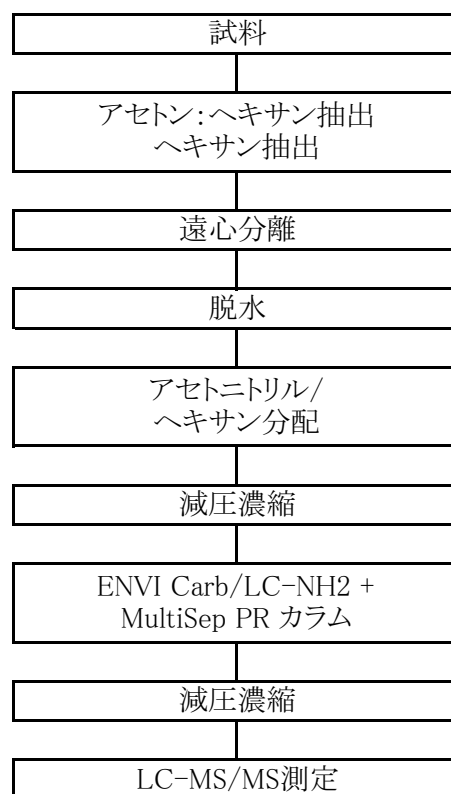 試料
アセトン：ヘキサン抽出
ヘキサン抽出
遠心分離
脱水
アセトニトリル/
ヘキサン分配
減圧濃縮
ENVI Carb/LC-NH2 +
MultiSep PR カラム
減圧濃縮
LC-MS/MS測定